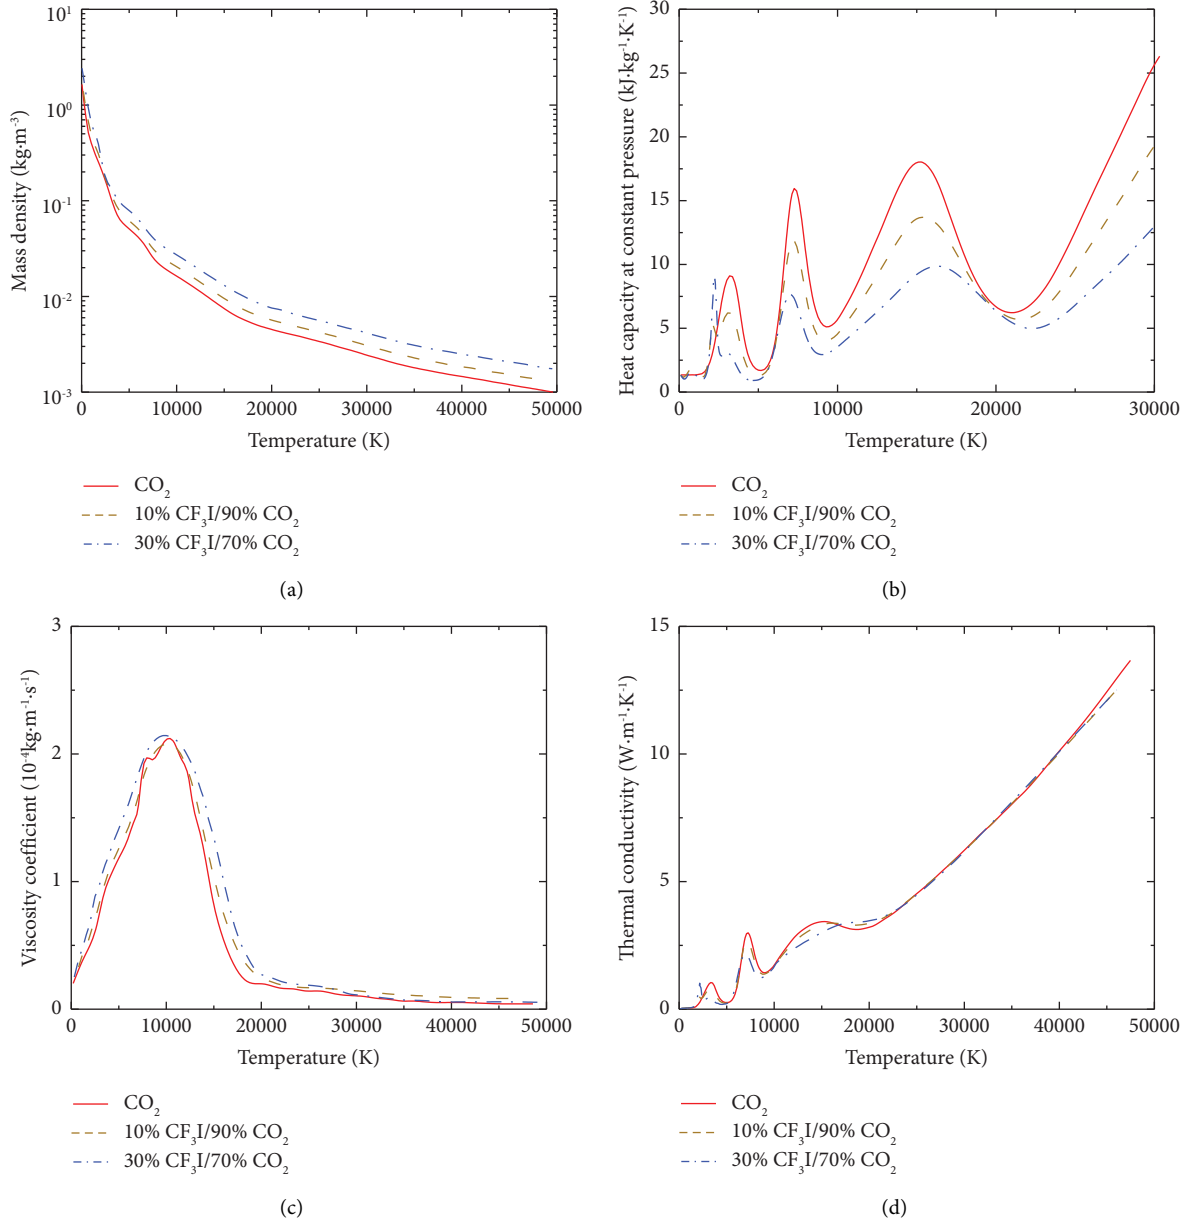 Mass density (kg·m⁻³)
10¹
10⁰
10⁻¹
10⁻²
10⁻³
0 10000 20000 30000 40000 50000
Temperature (K)
CO₂
10% CF₃I/90% CO₂
30% CF₃I/70% CO₂
(a)
Heat capacity at constant pressure (kJ·kg⁻¹·K⁻¹)
30
25
20
15
10
5
0
0 10000 20000 30000
Temperature (K)
CO₂
10% CF₃I/90% CO₂
30% CF₃I/70% CO₂
(b)
Viscosity coefficient (10⁻⁴kg·m⁻¹·s⁻¹)
3
2
1
0
0 10000 20000 30000 40000 50000
Temperature (K)
CO₂
10% CF₃I/90% CO₂
30% CF₃I/70% CO₂
(c)
Thermal conductivity (W·m⁻¹·K⁻¹)
15
10
5
0
0 10000 20000 30000 40000 50000
Temperature (K)
CO₂
10% CF₃I/90% CO₂
30% CF₃I/70% CO₂
(d)